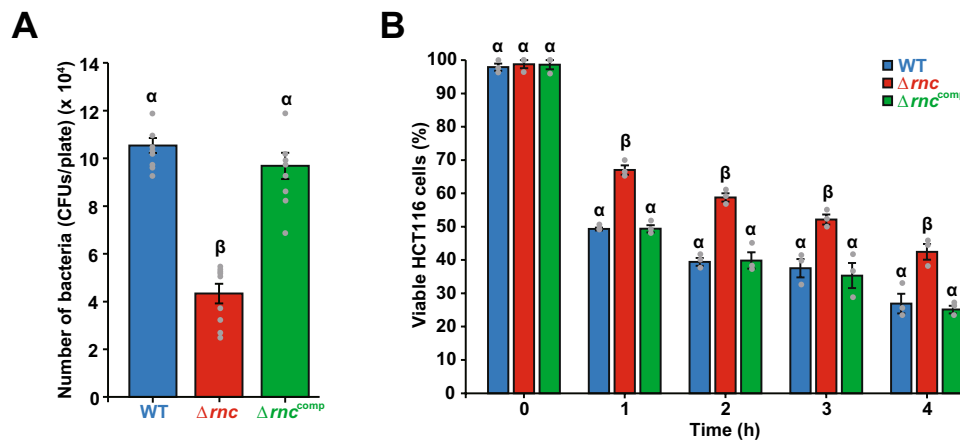 A
Number of bacteria (CFUs/plate) (x 10⁴)
14
12
10
8
6
4
2
0
α
β
α
WT
Δrnc
Δrnc^comp
B
Viable HCT116 cells (%)
100
90
80
70
60
50
40
30
20
10
0
α α α
α β α
α β α
α β α
α β α
0 1 2 3 4
Time (h)
WT
Δrnc
Δrnc^comp